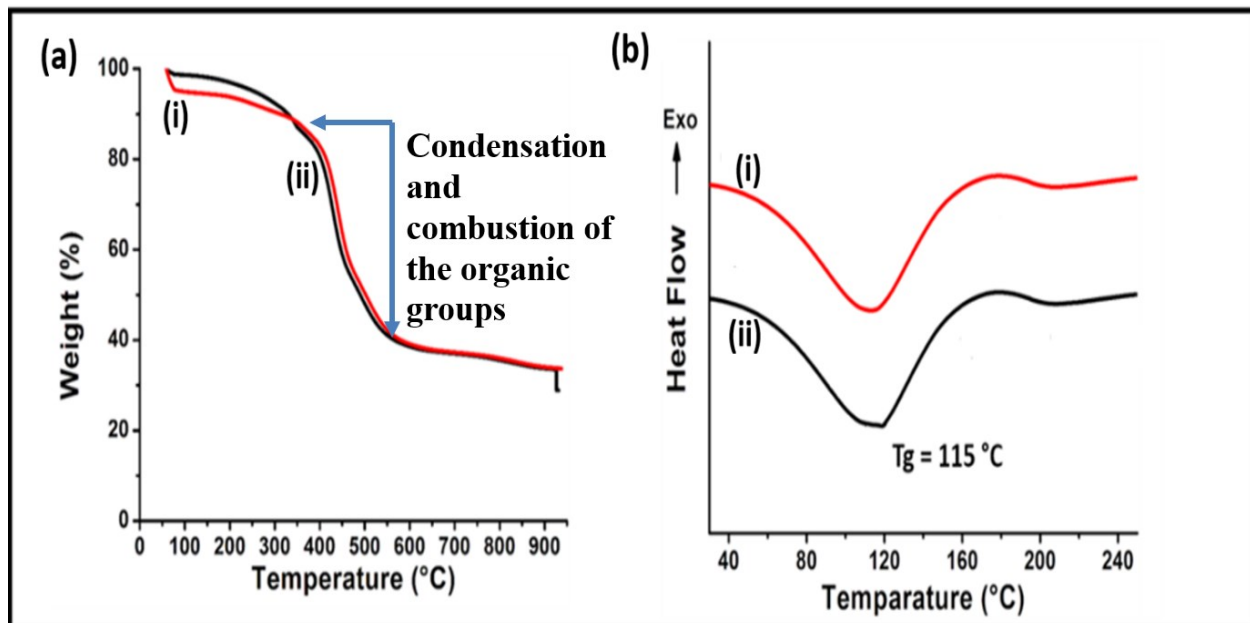 (a)
100
80
60
40
20
0
Weight (%)
(i)
(ii)
Condensation
and
combustion of
the organic
groups
0 100 200 300 400 500 600 700 800 900
Temperature (°C)
(b)
Exo
Heat Flow
(i)
(ii)
Tg = 115 °C
40 80 120 160 200 240
Temparature (°C)